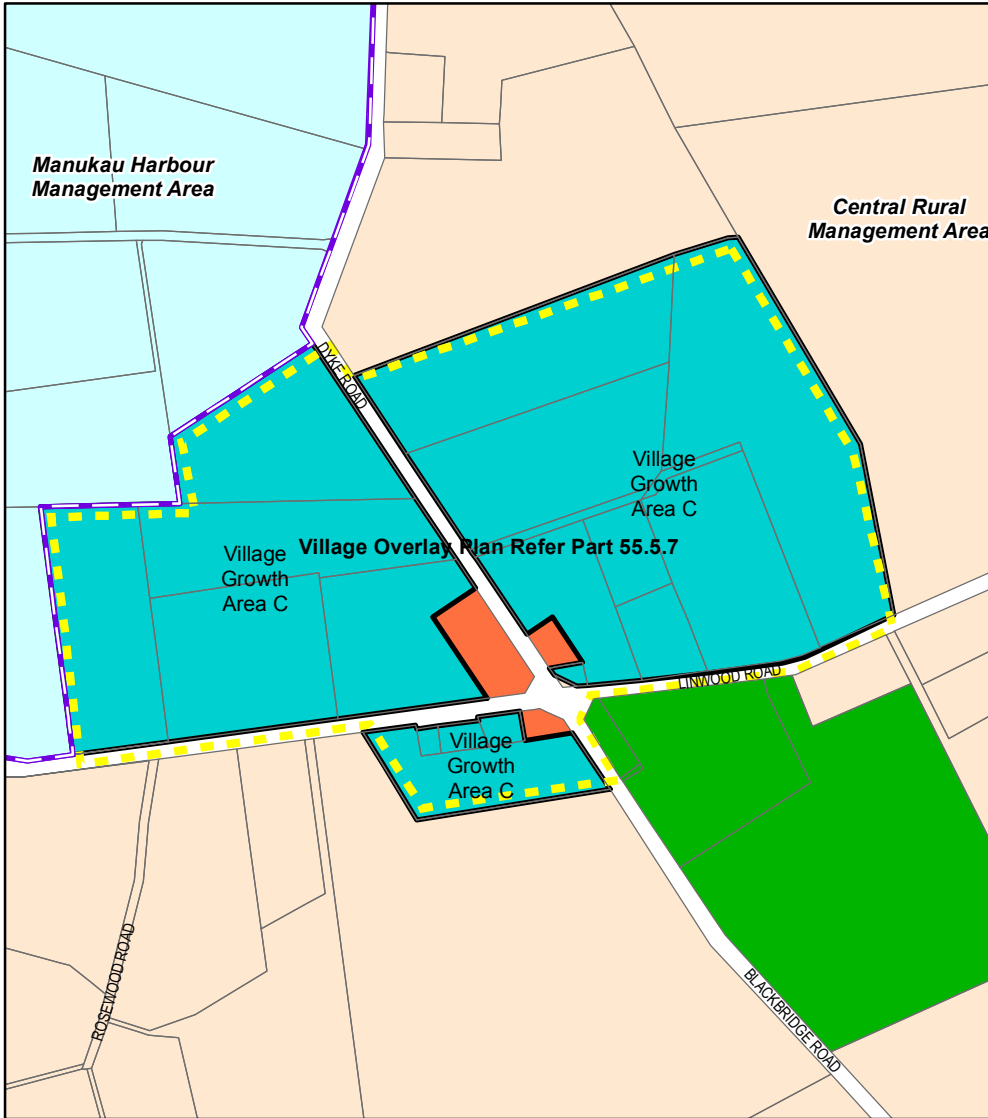 Manukau Harbour
Management Area
Central Rural
Management Area
DYKE ROAD
Village
Growth
Area C
Village Overlay Plan Refer Part 55.5.7
Village
Growth
Area C
LINWOOD ROAD
Village
Growth
Area C
ROSEWOOD ROAD
BLACKBRIDGE ROAD